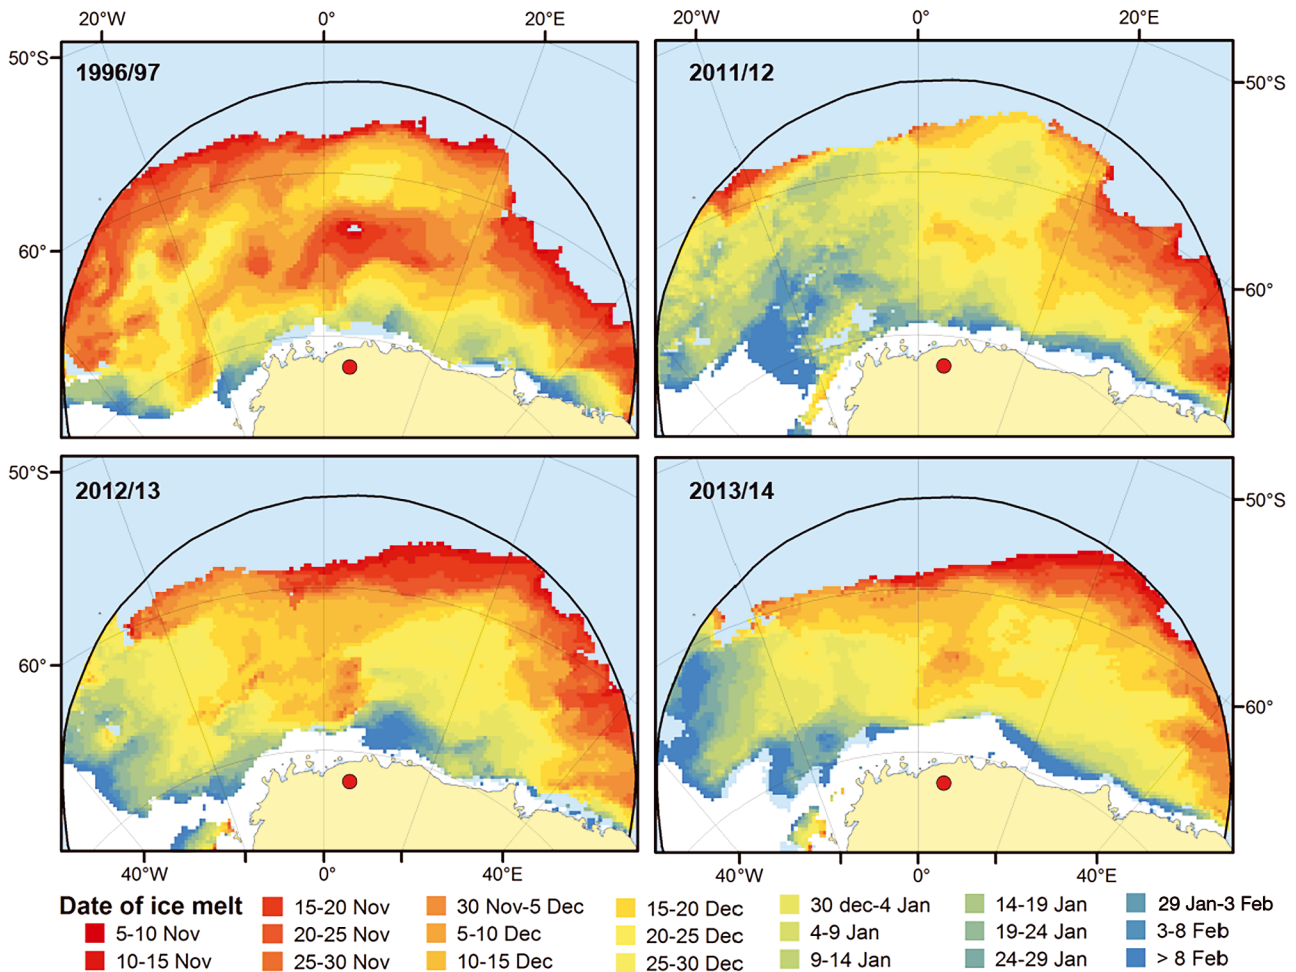 20°W 0° 20°E 20°W 0° 20°E
50°S 1996/97 2011/12 50°S
60° 60°
50°S 2012/13 2013/14 50°S
60° 60°
40°W 0° 40°E 40°W 0° 40°E
Date of ice melt
5-10 Nov
10-15 Nov
15-20 Nov
20-25 Nov
25-30 Nov
30 Nov-5 Dec
5-10 Dec
10-15 Dec
15-20 Dec
20-25 Dec
25-30 Dec
30 dec-4 Jan
4-9 Jan
9-14 Jan
14-19 Jan
19-24 Jan
24-29 Jan
29 Jan-3 Feb
3-8 Feb
> 8 Feb